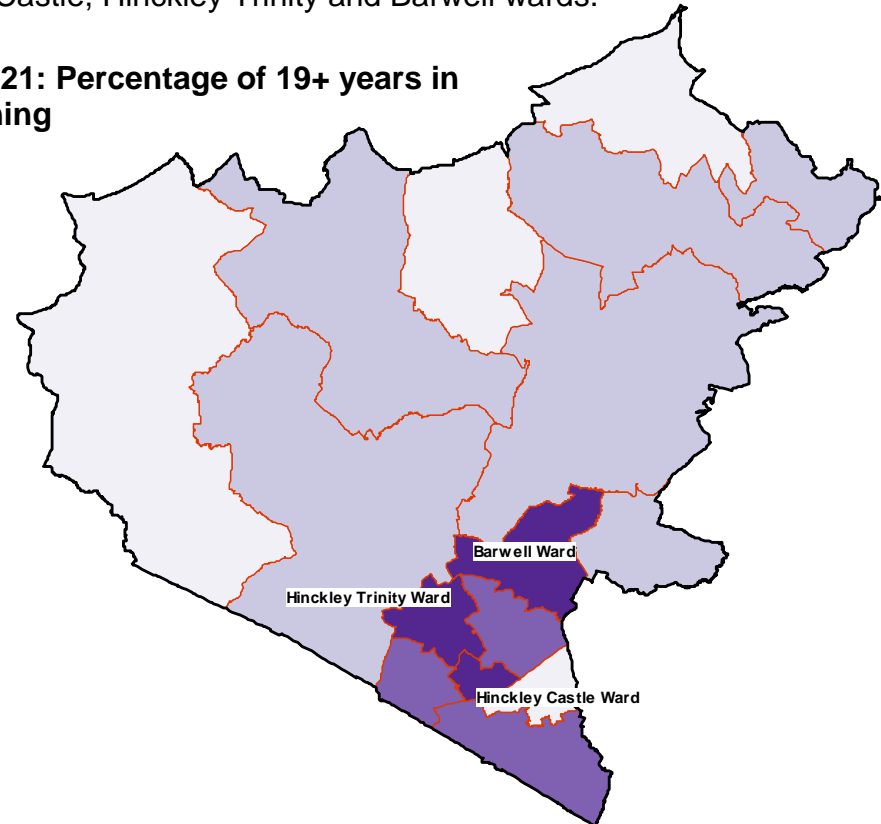 Castle, Hinckley Trinity and Barwell wards.
21: Percentage of 19+ years in
Barwell Ward
Hinckley Trinity Ward
Hinckley Castle Ward